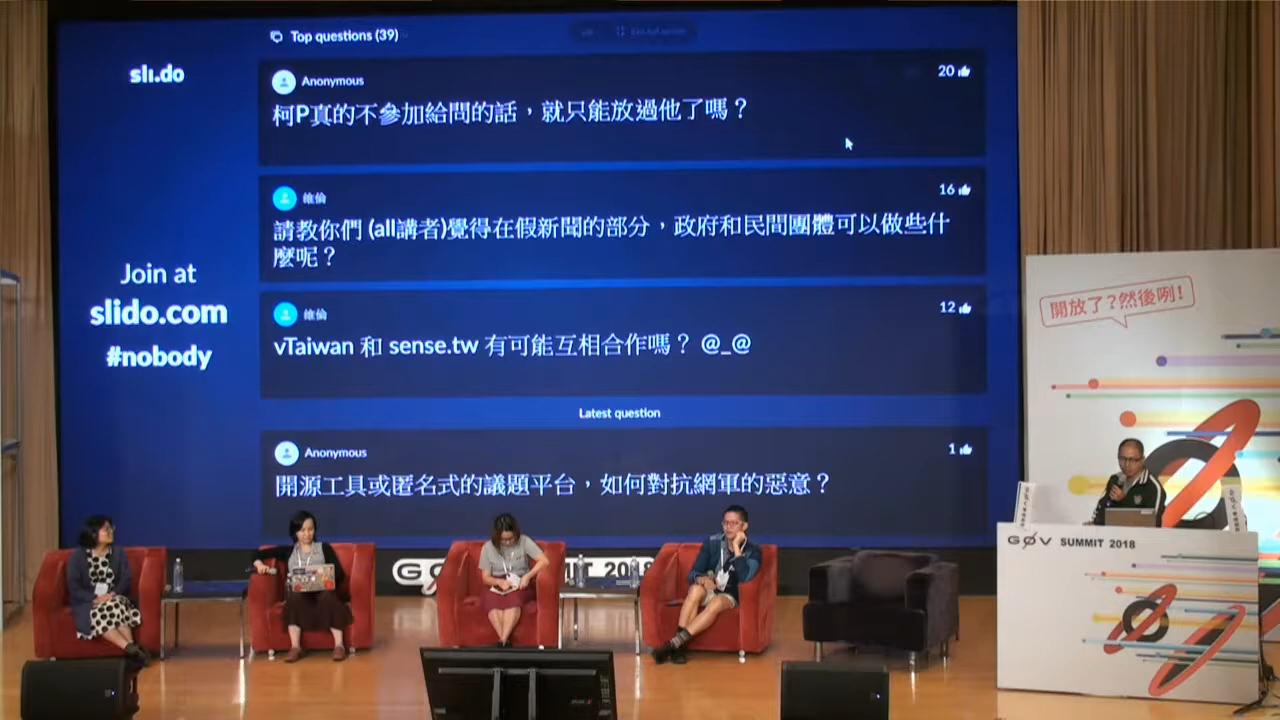 Top questions (39)
sli.do
Anonymous
20
柯P真的不參加給問的話，就只能放過他了嗎？
維倫
16
請教你們 (all講者)覺得在假新聞的部分，政府和民間團體可以做些什
麼呢？
Join at
slido.com
#nobody
維倫
12
vTaiwan 和 sense.tw 有可能互相合作嗎？ @_@
Latest question
Anonymous
1
開源工具或匿名式的議題平台，如何對抗網軍的惡意？
開放了？然後咧！
GØV SUMMIT 2018